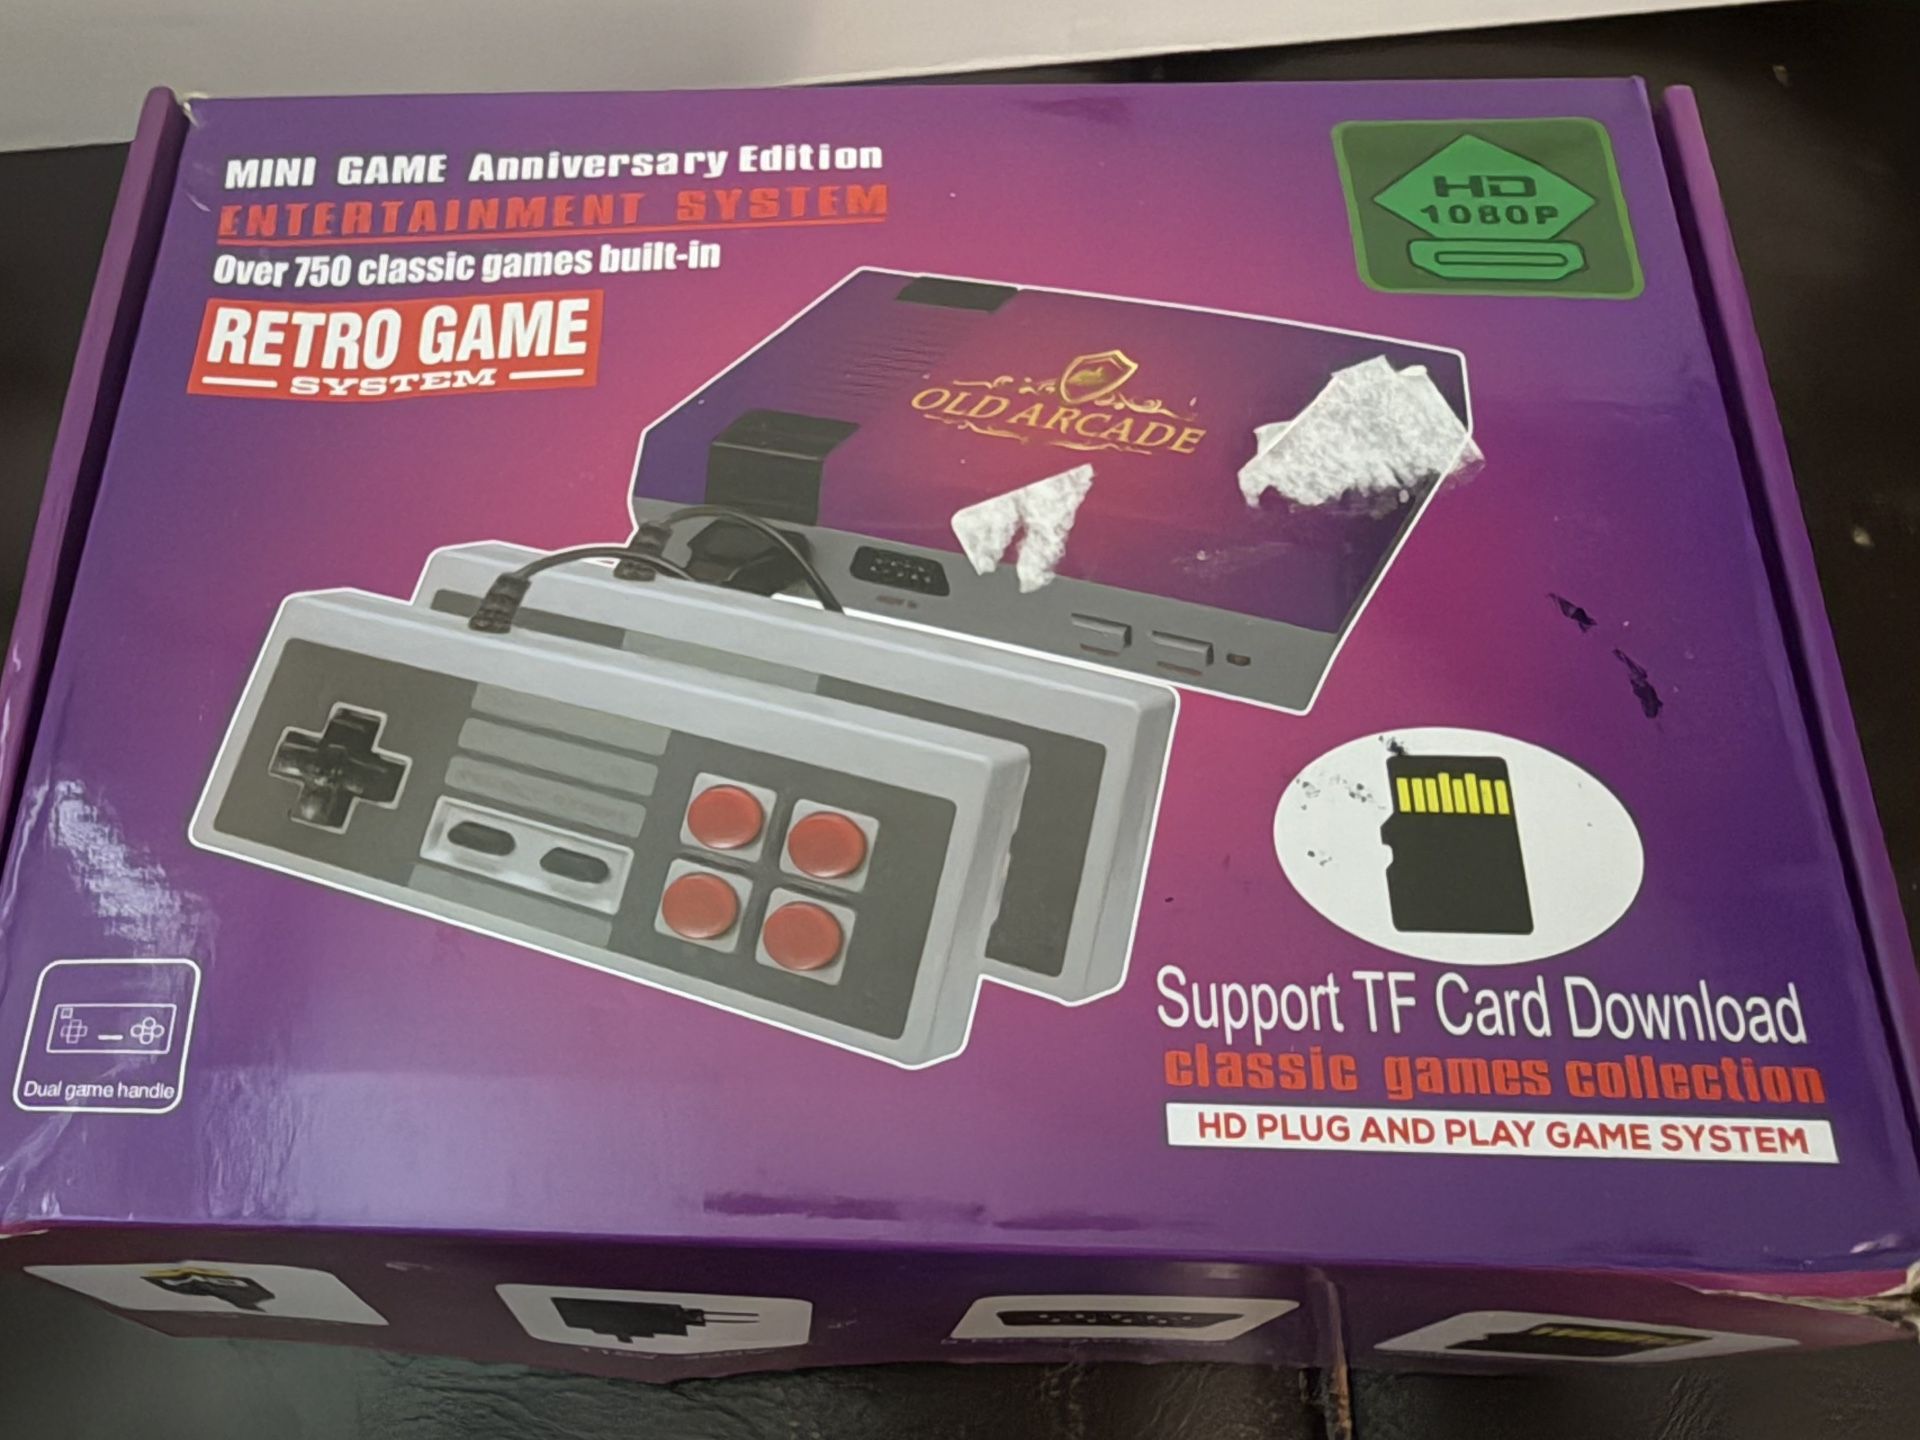 MINI GAME Anniversary Edition
ENTERTAINMENT SYSTEM
Over 750 classic games built-in
RETRO GAME
SYSTEM
HD
1080P
OLD ARCADE
Dual game handle
Support TF Card Download
classic games collection
HD PLUG AND PLAY GAME SYSTEM